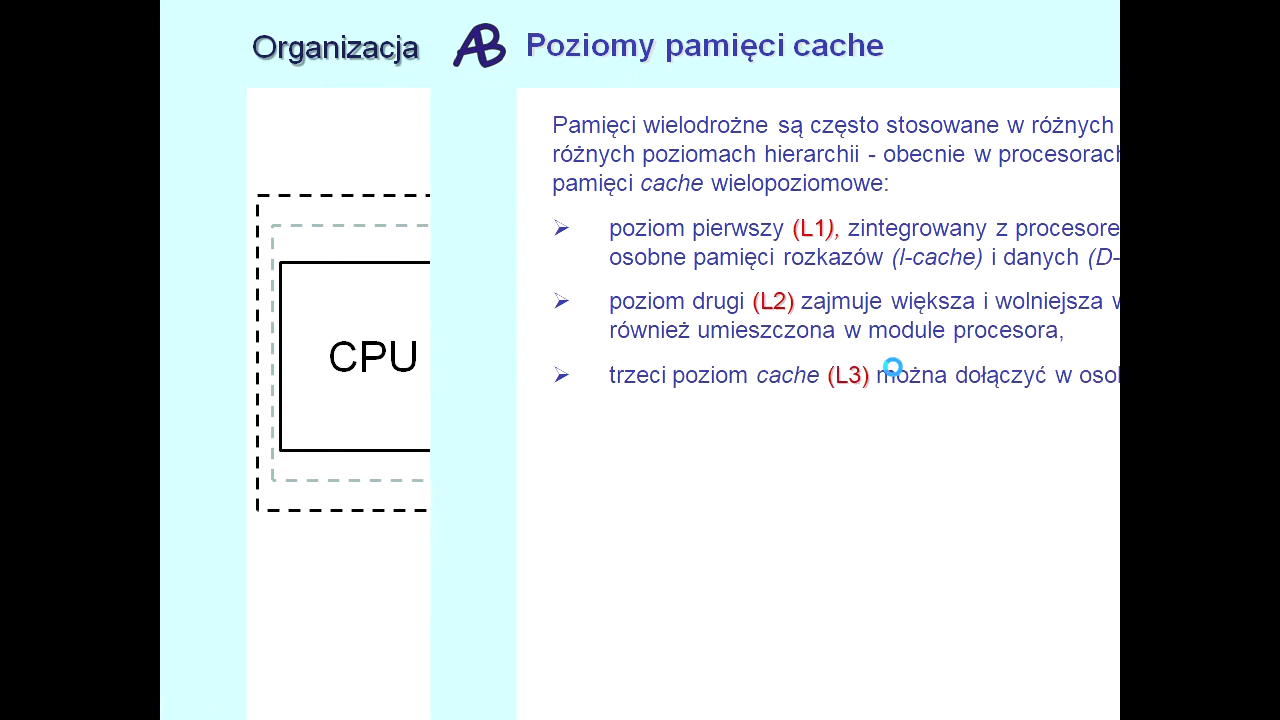 Organizacja
AB
Poziomy pamięci cache
Pamięci wielodrożne są często stosowane w różnych
różnych poziomach hierarchii - obecnie w procesorach
pamięci cache wielopoziomowe:
poziom pierwszy (L1), zintegrowany z
osobne pamięci rozkazów (I-cache) i danych (D-
poziom drugi (L2) zajmuje większa i wolniejsza
również umieszczona w module procesora,
trzeci poziom cache (L3) można dołączyć w
CPU